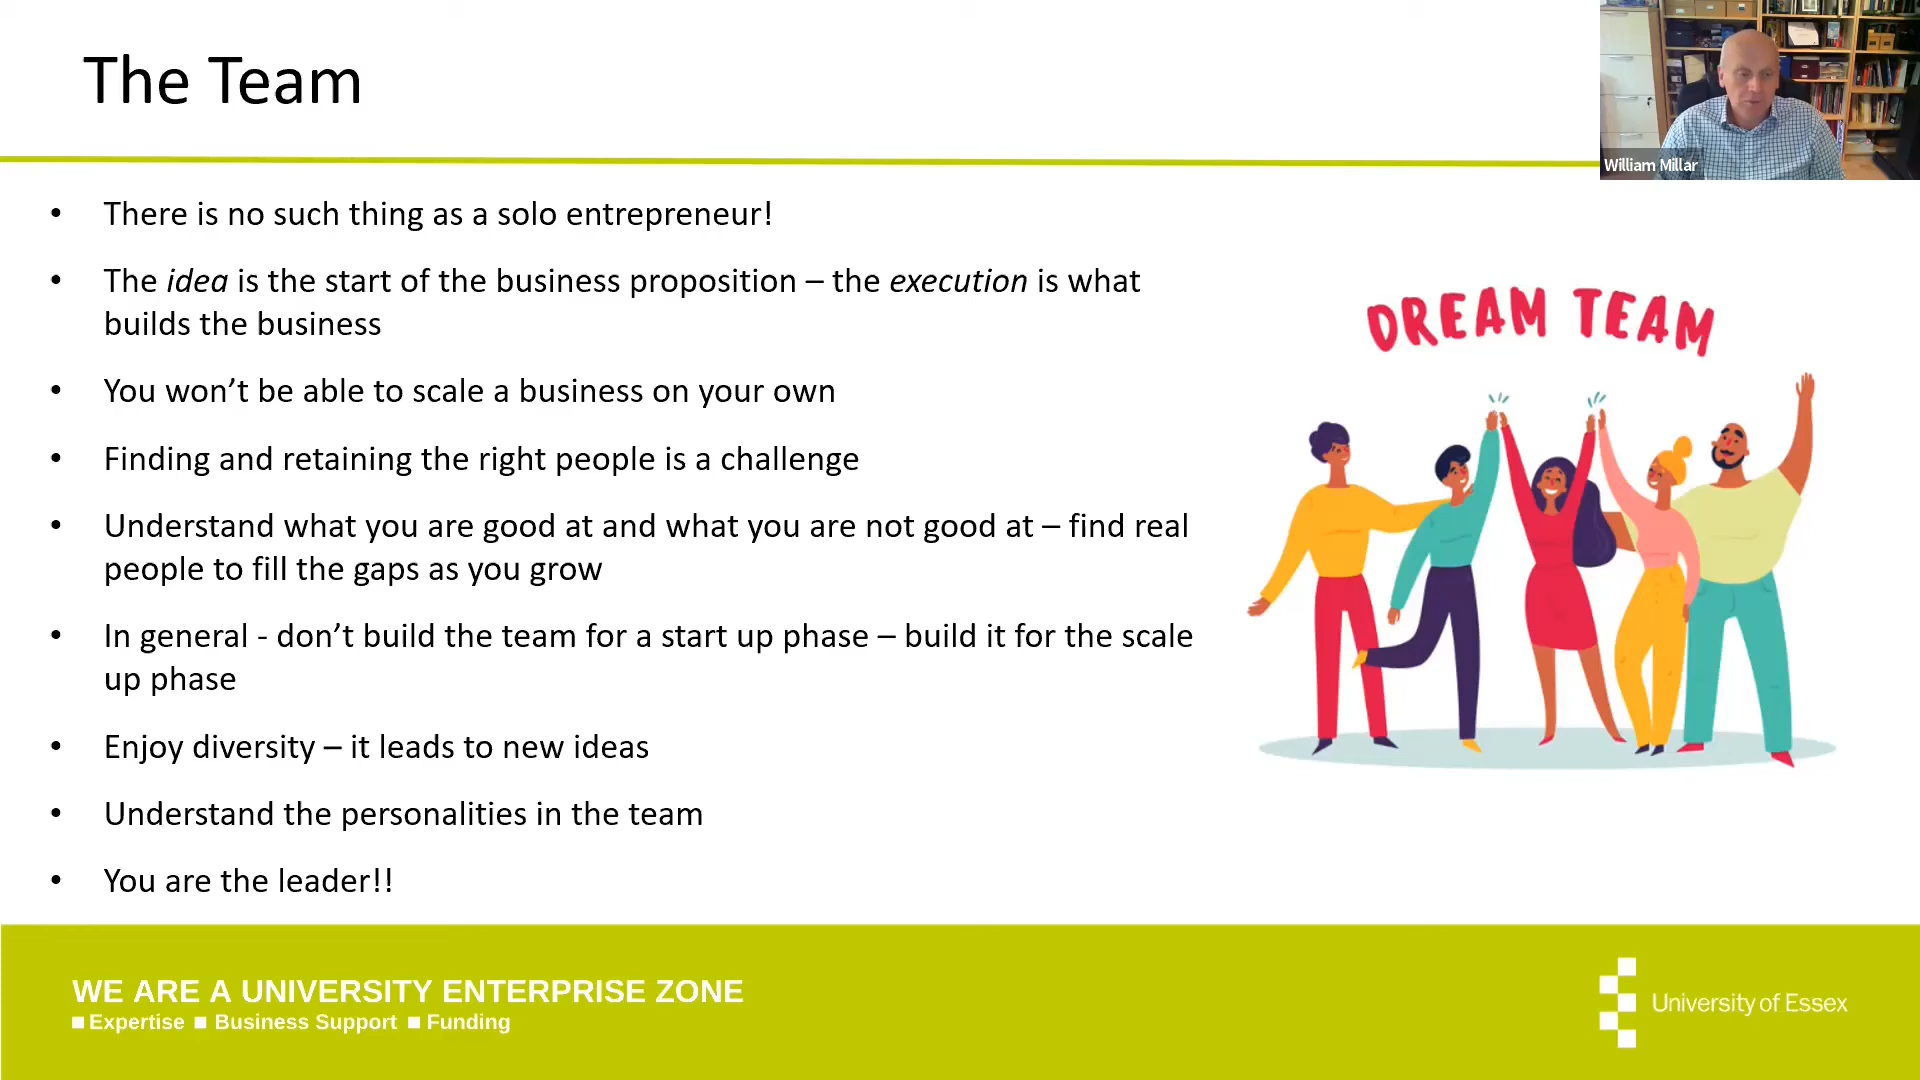 The Team
William Millar
• There is no such thing as a solo entrepreneur!
• The idea is the start of the business proposition – the execution is what
builds the business
• You won’t be able to scale a business on your own
• Finding and retaining the right people is a challenge
• Understand what you are good at and what you are not good at – find real
people to fill the gaps as you grow
• In general - don’t build the team for a start up phase – build it for the scale
up phase
• Enjoy diversity – it leads to new ideas
• Understand the personalities in the team
• You are the leader!!
DREAM TEAM
WE ARE A UNIVERSITY ENTERPRISE ZONE
■ Expertise ■ Business Support ■ Funding
University of Essex